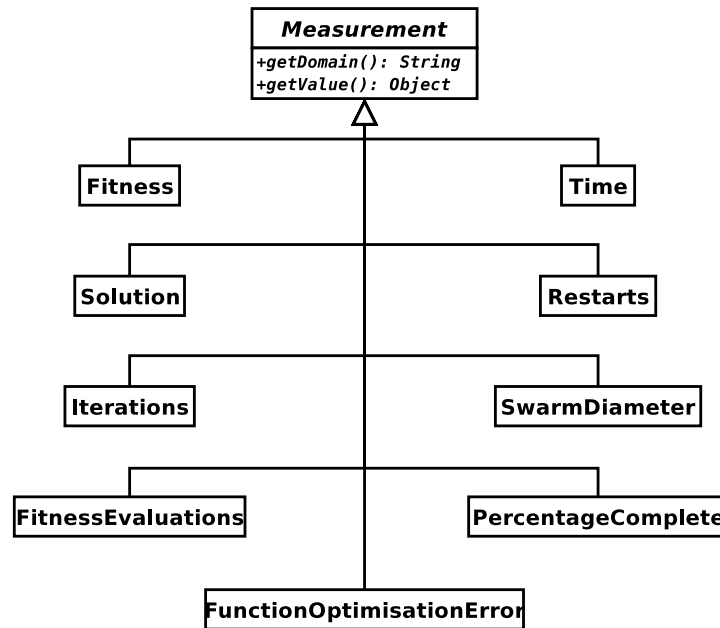 Measurement
+getDomain(): String
+getValue(): Object
Fitness
Time
Solution
Restarts
Iterations
SwarmDiameter
FitnessEvaluations
PercentageComplete
FunctionOptimisationError